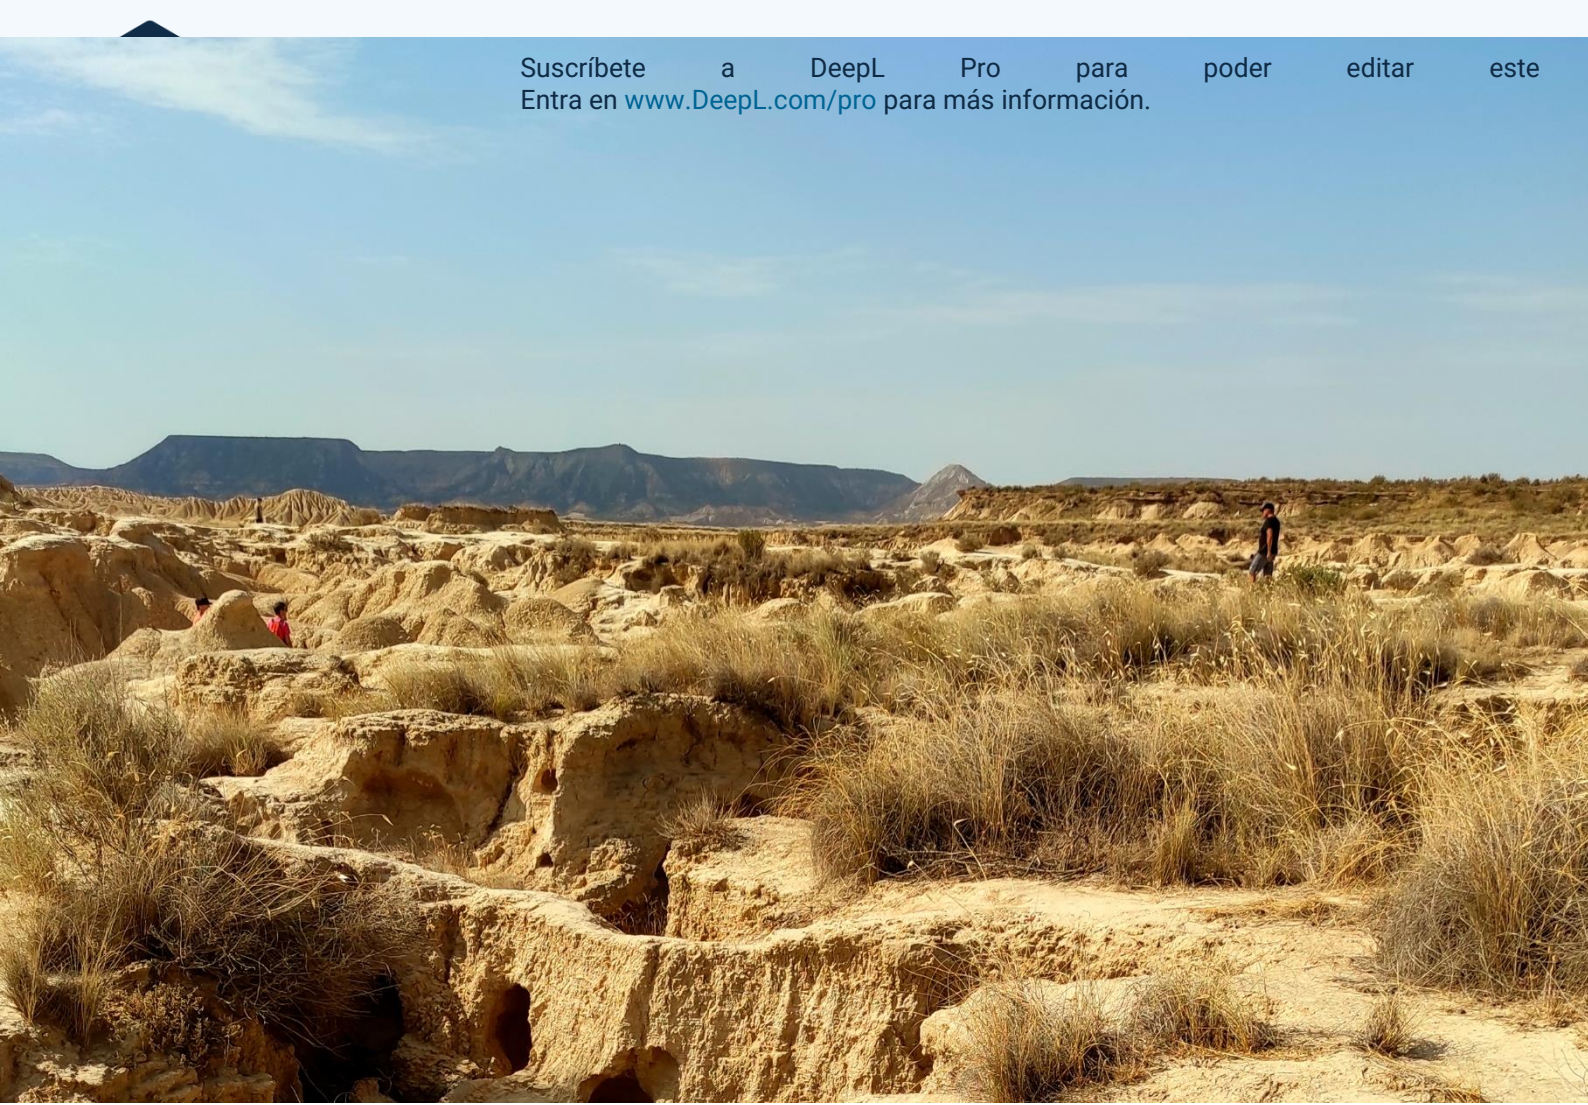 Suscríbete a DeepL Pro para poder editar este
Entra en www.DeepL.com/pro para más información.